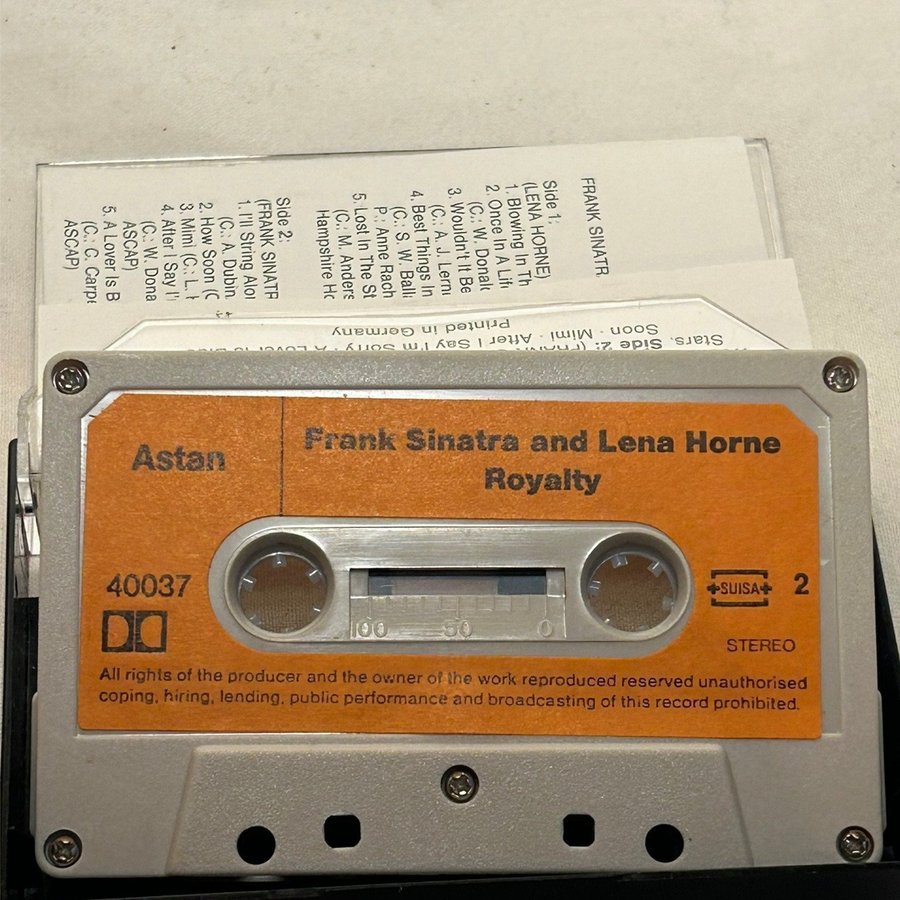 FRANK SINATR
Side 1:
(LENA HORNE)
1. Blowing In Th
2. Once In A Lif
(C.: W. Donal
3. Wouldn't It Be
(C.: A. J. Lern
4. Best Things In
(C.: S. W. Balla
P.: Anne Rach
5. Lost In The St
(C.: M. Anders
Hampshire Ho
Side 2:
(FRANK SINATR
1. I'll String Alon
(C.: A. Dubin
2. How Soon (C
3. Mimi (C.: L. H
4. After I Say I'
(C.: W. Dona
ASCAP)
5. A Lover Is B
(C.: C. Carpe
ASCAP)
Stars. Side 2:
Soon · Mimi · After I Say I'm Sorry · A Lover Is Blue
Printed in Germany
Astan
Frank Sinatra and Lena Horne
Royalty
40037
100 50 0
SUISA 2
STEREO
All rights of the producer and the owner of the work reproduced reserved unauthorised
coping, hiring, lending, public performance and broadcasting of this record prohibited.